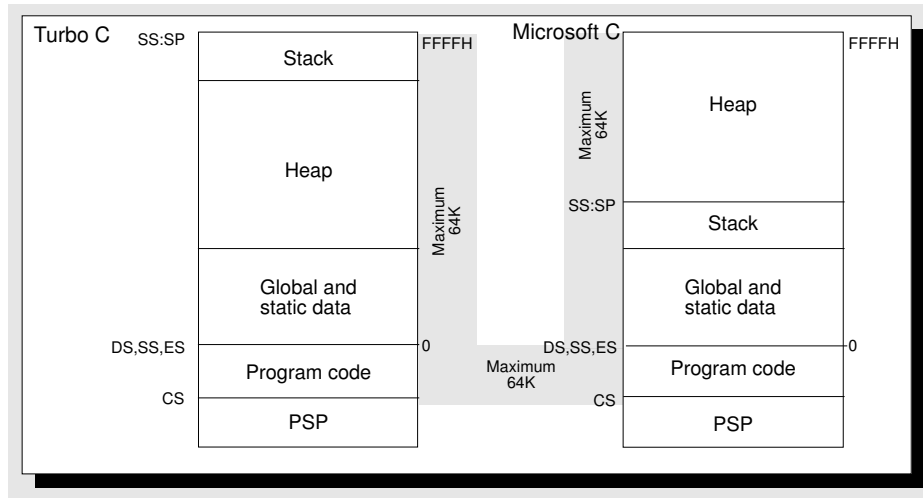 Turbo C
SS:SP
FFFFH
Stack
Heap
Maximum
64K
Global and
static data
DS,SS,ES
0
Program code
CS
PSP
Maximum
64K
Microsoft C
FFFFH
Heap
Maximum
64K
SS:SP
Stack
Global and
static data
DS,SS,ES
0
Program code
CS
PSP